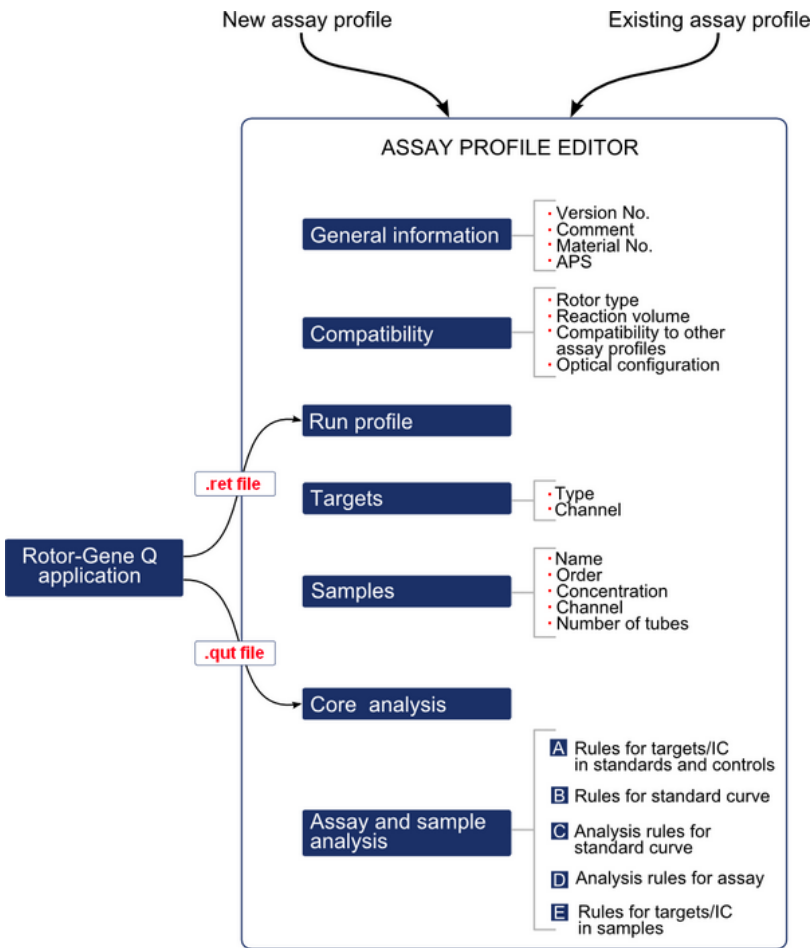 New assay profile
Existing assay profile
ASSAY PROFILE EDITOR
General information
· Version No.
· Comment
· Material No.
· APS
Compatibility
· Rotor type
· Reaction volume
· Compatibility to other
assay profiles
· Optical configuration
Run profile
.ret file
Targets
· Type
· Channel
Rotor-Gene Q
application
Samples
· Name
· Order
· Concentration
· Channel
· Number of tubes
.qut file
Core analysis
Assay and sample
analysis
A Rules for targets/IC
in standards and controls
B Rules for standard curve
C Analysis rules for
standard curve
D Analysis rules for assay
E Rules for targets/IC
in samples